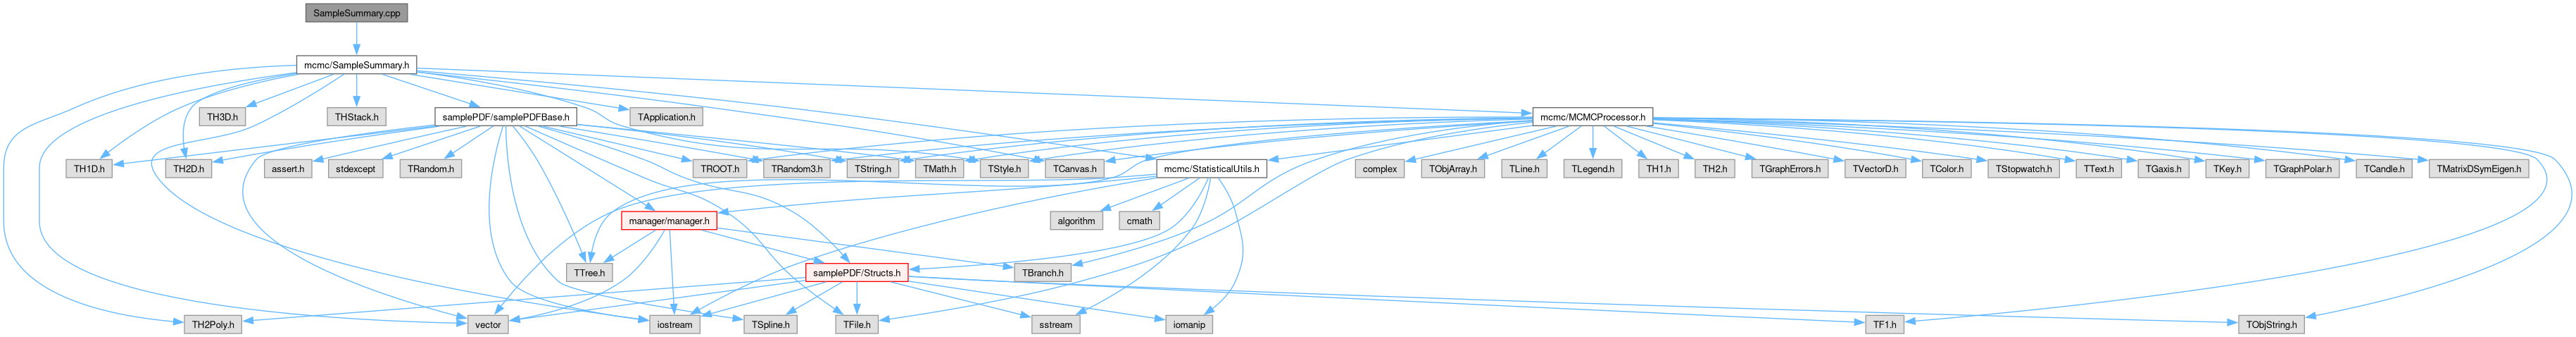 SampleSummary.cpp
mcmc/SampleSummary.h
TH3D.h
THStack.h
samplePDF/samplePDFBase.h
TApplication.h
mcmc/MCMCProcessor.h
TH1D.h
TH2D.h
assert.h
stdexcept
TRandom.h
TROOT.h
TRandom3.h
TString.h
TMath.h
TStyle.h
TCanvas.h
mcmc/StatisticalUtils.h
complex
TObjArray.h
TLine.h
TLegend.h
TH1.h
TH2.h
TGraphErrors.h
TVectorD.h
TColor.h
TStopwatch.h
TText.h
TGaxis.h
TKey.h
TGraphPolar.h
TCandle.h
TMatrixDSymEigen.h
manager/manager.h
algorithm
cmath
TTree.h
samplePDF/Structs.h
TBranch.h
TH2Poly.h
vector
iostream
TSpline.h
TFile.h
sstream
iomanip
TF1.h
TObjString.h